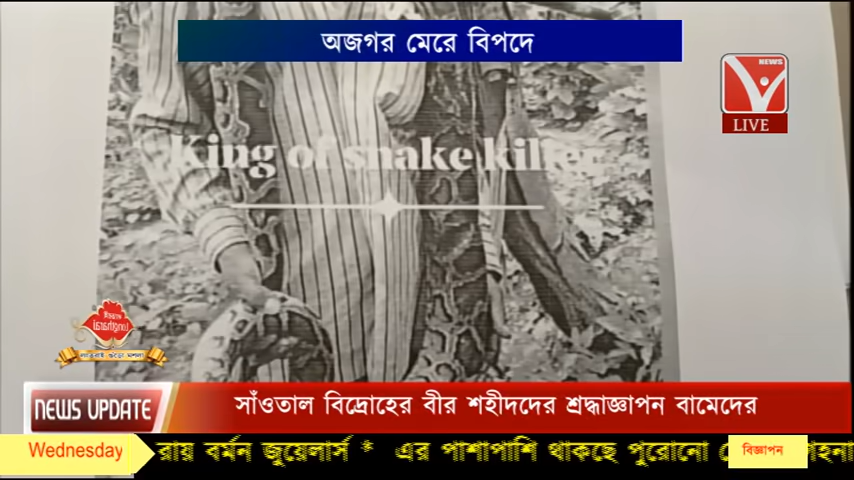 অজগর মেরে বিপদে
NEWS
LIVE
King of snake killer
NEWS UPDATE
সাঁওতাল বিদ্রোহের বীর শহীদদের শ্রদ্ধাজ্ঞাপন বামেদের
Wednesday
রায় বর্মন জুয়েলার্স * এর পাশাপাশি থাকছে পুরোনো
বিজ্ঞাপন